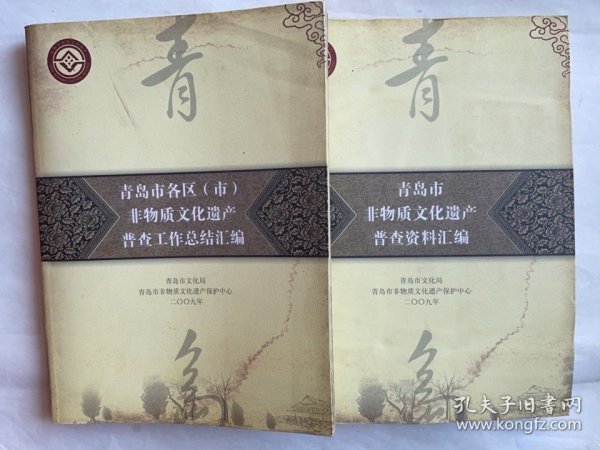 青
青岛市各区(市)
非物质文化遗产
普查工作总结汇编
青岛市文化局
青岛市非物质文化遗产保护中心
二〇〇九年
岛
青
青岛市
非物质文化遗产
普查资料汇编
青岛市文化局
青岛市非物质文化遗产保护中心
二〇〇九年
岛
孔夫子旧书网
www.kongfz.com